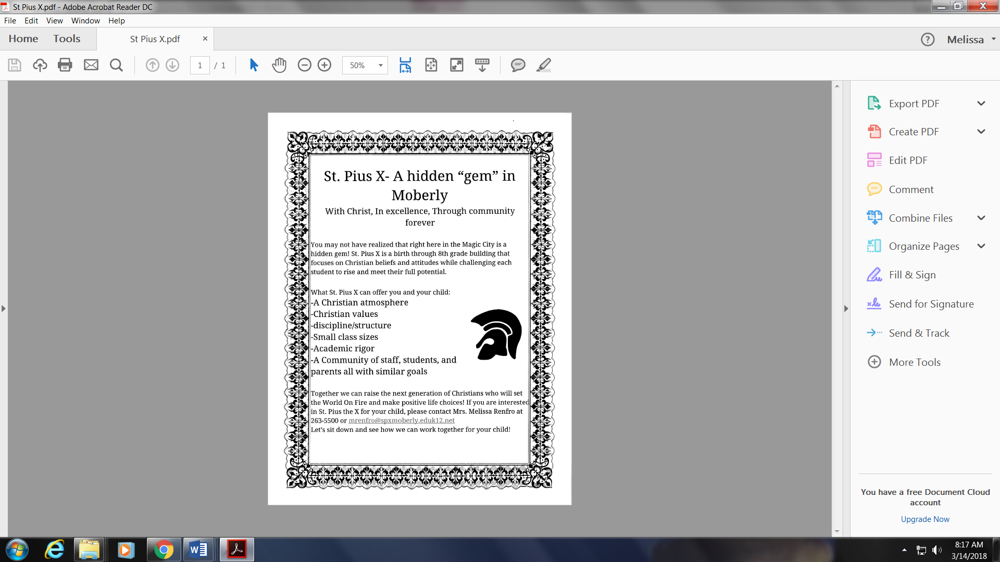 St Pius X.pdf - Adobe Acrobat Reader DC
File Edit View Window Help
Home Tools St Pius X.pdf × Melissa
1 / 1 50%
St. Pius X- A hidden “gem” in
Moberly
With Christ, In excellence, Through community
forever
You may not have realized that right here in the Magic City is a
hidden gem! St. Pius X is a birth through 8th grade building that
focuses on Christian beliefs and attitudes while challenging each
student to rise and meet their full potential.
What St. Pius X can offer you and your child:
-A Christian atmosphere
-Christian values
-discipline/structure
-Small class sizes
-Academic rigor
-A Community of staff, students, and
parents all with similar goals
Together we can raise the next generation of Christians who will set
the World On Fire and make positive life choices! If you are interested
in St. Pius the X for your child, please contact Mrs. Melissa Renfro at
263-5500 or mrenfro@spxmoberly.eduk12.net
Let’s sit down and see how we can work together for your child!
Export PDF
Create PDF
Edit PDF
Comment
Combine Files
Organize Pages
Fill & Sign
Send for Signature
Send & Track
More Tools
You have a free Document Cloud
account
Upgrade Now
8:17 AM
3/14/2018